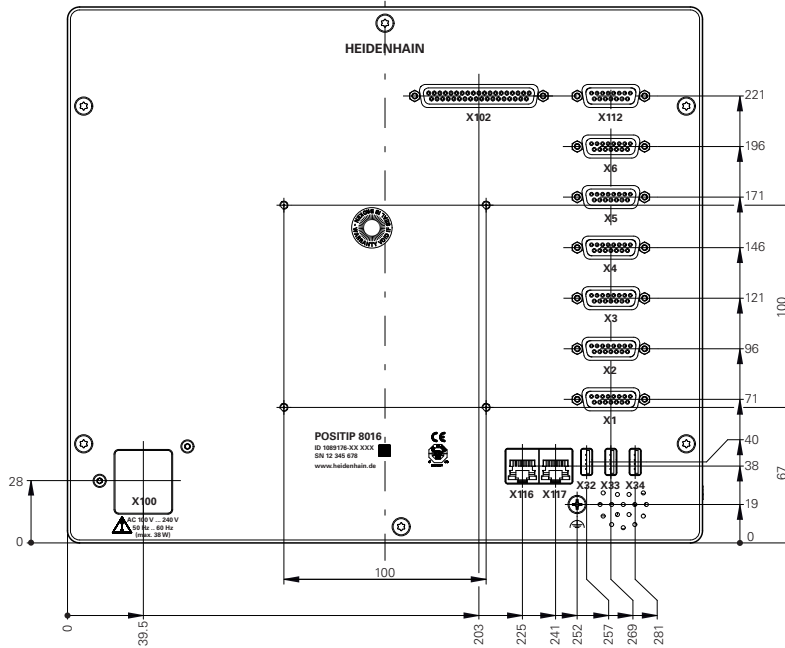 HEIDENHAIN
X102
X112
221
X6
196
X5
171
X4
146
X3
121
100
X2
96
X1
71
POSITIP 8016
ID 1089176-XX XXX
SN 12 345 678
www.heidenhain.de
CE
40
38
67
28
X100
X116
X117
X32
X33
X34
19
AC 100 V ... 240 V
50 Hz .. 60 Hz
(max. 38 W)
0
0
100
0
39.5
203
225
241
252
257
269
281